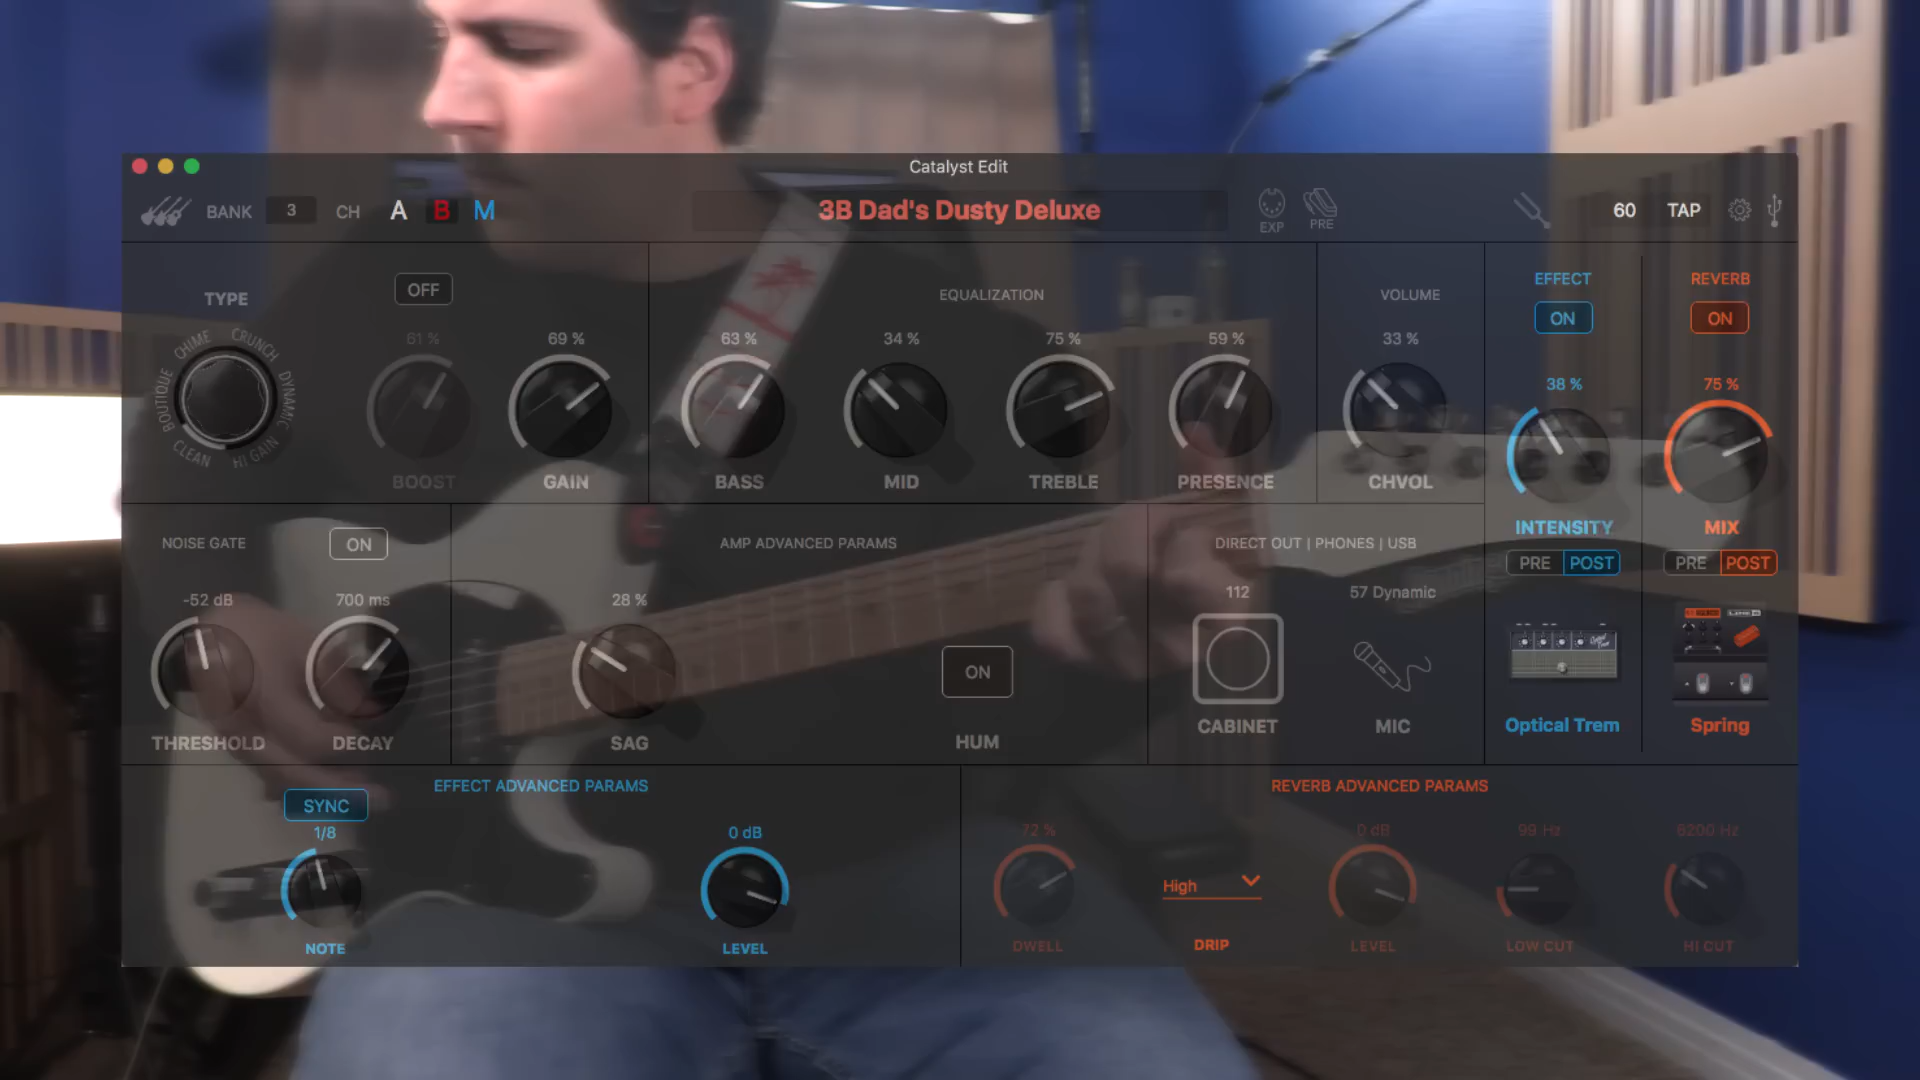 Catalyst Edit
BANK 3 CH A B M
3B Dad's Dusty Deluxe
EXP PRE
60 TAP
TYPE
CHIME CRUNCH DYNAMIC HI GAIN CLEAN BOUTIQUE
OFF
61 %
BOOST
69 %
GAIN
EQUALIZATION
63 % 34 % 75 % 59 %
BASS MID TREBLE PRESENCE
VOLUME
33 %
CHVOL
EFFECT
ON
38 %
INTENSITY
PRE POST
Optical Trem
REVERB
ON
75 %
MIX
PRE POST
Spring
NOISE GATE ON
-52 dB 700 ms
THRESHOLD DECAY
AMP ADVANCED PARAMS
28 %
SAG
ON
HUM
DIRECT OUT | PHONES | USB
112 57 Dynamic
CABINET MIC
EFFECT ADVANCED PARAMS
SYNC
1/8 0 dB
NOTE LEVEL
REVERB ADVANCED PARAMS
72 % 0 dB 99 Hz 6200 Hz
High
DWELL DRIP LEVEL LOW CUT HI CUT